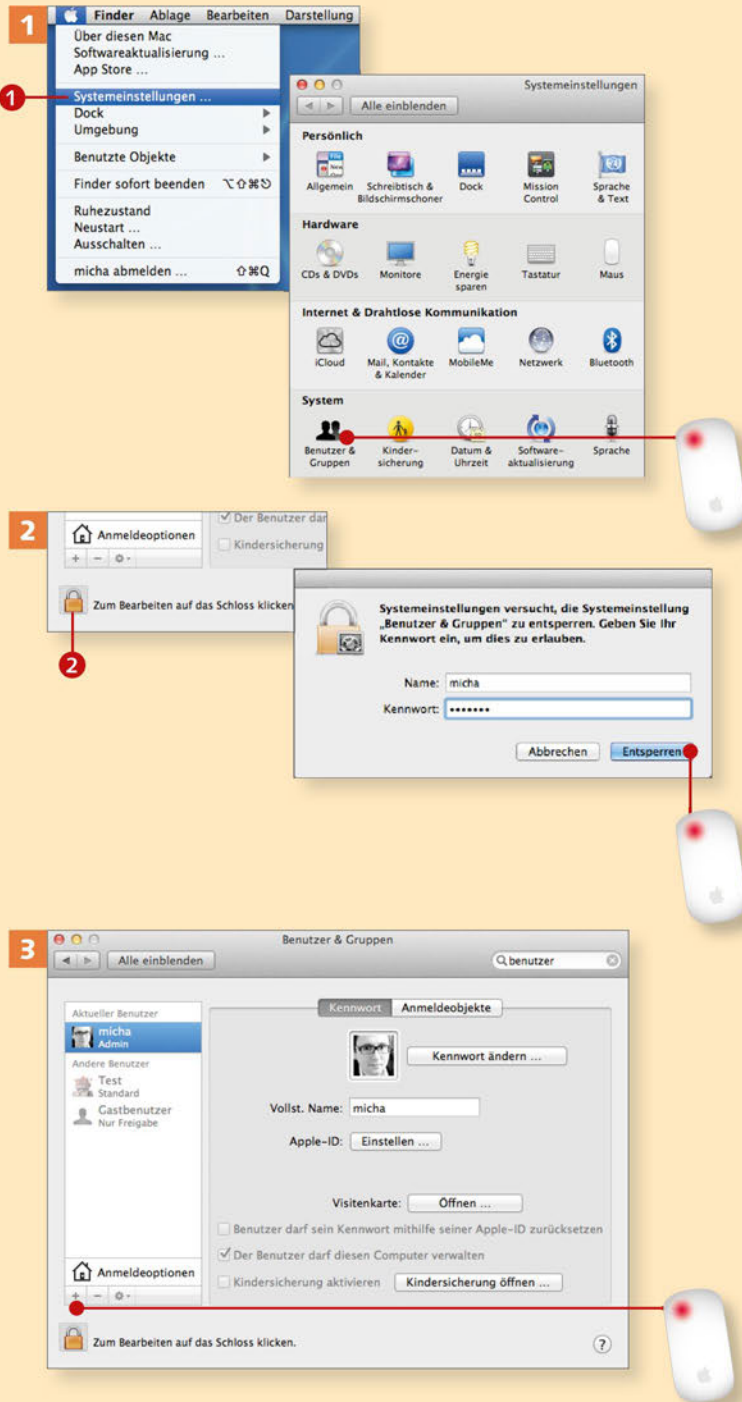 1
Finder Ablage Bearbeiten Darstellung
Über diesen Mac
Softwareaktualisierung ...
App Store ...
1
Systemeinstellungen ...
Dock
Umgebung
Benutzte Objekte
Finder sofort beenden ⌥⇧⌘⎋
Ruhezustand
Neustart ...
Ausschalten ...
micha abmelden ... ⇧⌘Q
Systemeinstellungen
Alle einblenden
Persönlich
Allgemein
Schreibtisch &
Bildschirmschoner
Dock
Mission
Control
Sprache
& Text
Hardware
CDs & DVDs
Monitore
Energie
sparen
Tastatur
Maus
Internet & Drahtlose Kommunikation
iCloud
Mail, Kontakte
& Kalender
MobileMe
Netzwerk
Bluetooth
System
Benutzer &
Gruppen
Kinder-
sicherung
Datum &
Uhrzeit
Software-
aktualisierung
Sprache
2
Der Benutzer dar
Anmeldeoptionen
Kindersicherung
+ −
Zum Bearbeiten auf das Schloss klicken
2
Systemeinstellungen versucht, die Systemeinstellung
„Benutzer & Gruppen“ zu entsperren. Geben Sie Ihr
Kennwort ein, um dies zu erlauben.
Name: micha
Kennwort: •••••••
Abbrechen Entsperren
3
Benutzer & Gruppen
Alle einblenden
benutzer
Aktueller Benutzer
micha
Admin
Andere Benutzer
Test
Standard
Gastbenutzer
Nur Freigabe
Anmeldeoptionen
+ −
Kennwort Anmeldeobjekte
Kennwort ändern ...
Vollst. Name: micha
Apple-ID: Einstellen ...
Visitenkarte: Öffnen ...
Benutzer darf sein Kennwort mithilfe seiner Apple-ID zurücksetzen
Der Benutzer darf diesen Computer verwalten
Kindersicherung aktivieren Kindersicherung öffnen ...
Zum Bearbeiten auf das Schloss klicken.
?